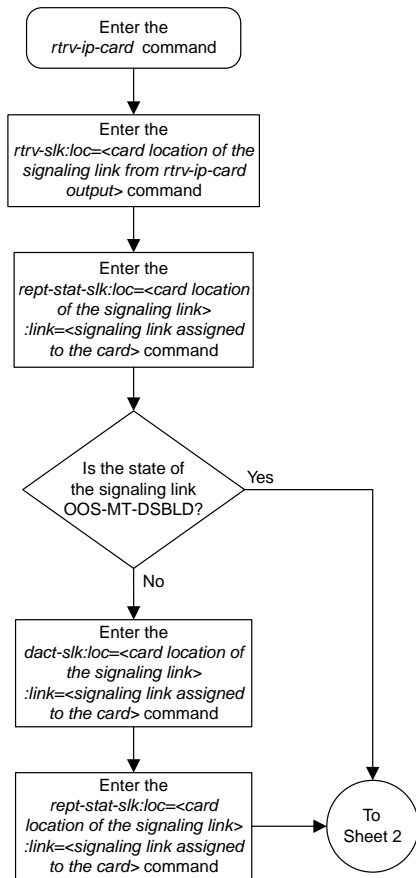 Enter the
rtrv-ip-card command
Enter the
rtrv-slk:loc=<card location of the
signaling link from rtrv-ip-card
output> command
Enter the
rept-stat-slk:loc=<card location
of the signaling link>
:link=<signaling link assigned
to the card> command
Is the state of
the signaling link
OOS-MT-DSBLD?
Yes
No
Enter the
dact-slk:loc=<card location of
the signaling link>
:link=<signaling link assigned
to the card> command
Enter the
rept-stat-slk:loc=<card
location of the signaling link>
:link=<signaling link assigned
to the card> command
To
Sheet 2